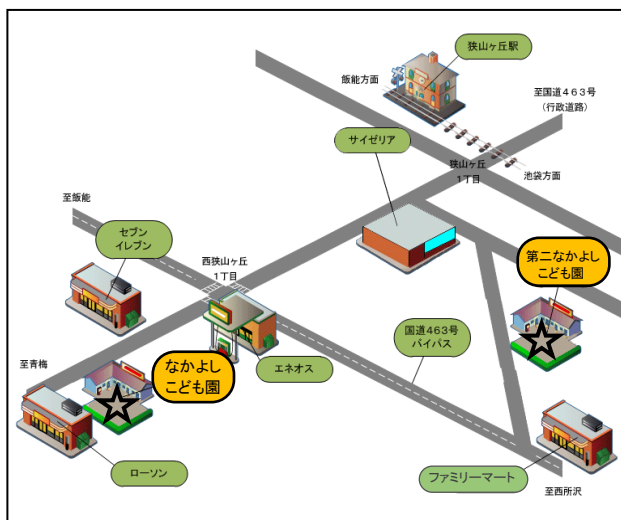 狭山ヶ丘駅
飯能方面
至国道463号
(行政道路)
サイゼリア
狭山ヶ丘
1丁目
池袋方面
至飯能
セブン
イレブン
西狭山ヶ丘
1丁目
第二なかよし
こども園
国道463号
バイパス
至青梅
なかよし
こども園
エネオス
ローソン
ファミリーマート
至西所沢